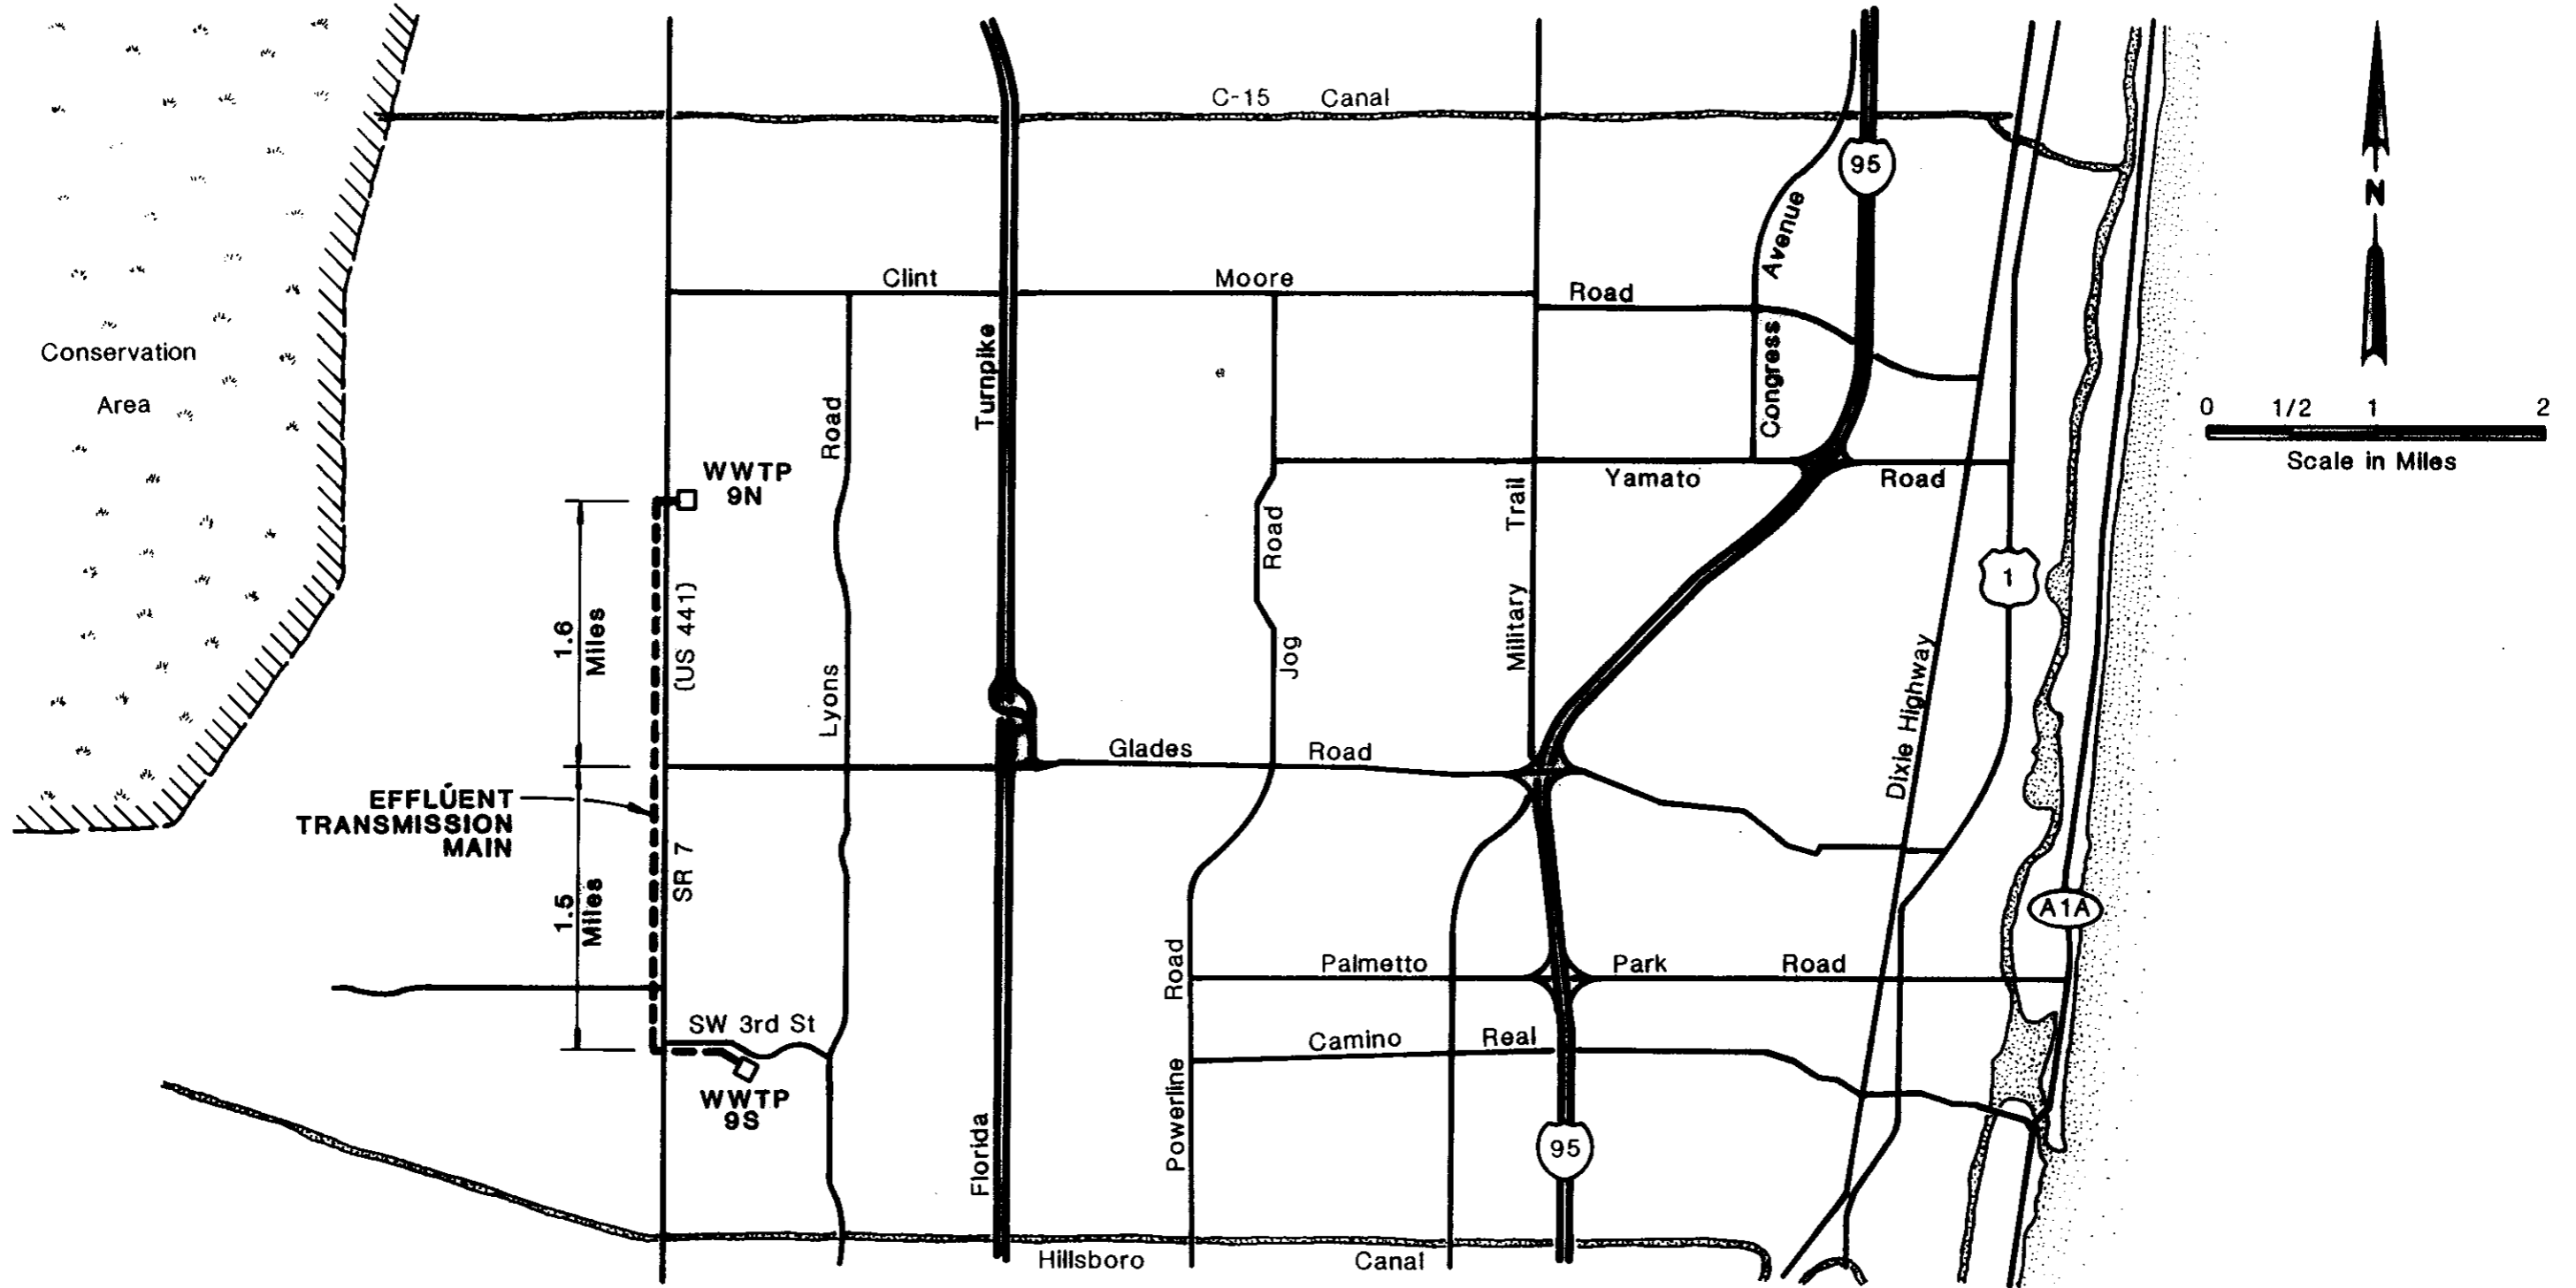 C-15 Canal
95
N
Avenue
Clint Moore Road
Turnpike
Congress
Conservation
Area
0 1/2 1 2
Scale in Miles
Road
WWTP
9N
Yamato Road
Trail
Road
1
1.6
Miles
(US 441)
Military
Jog
Lyons
Dixie Highway
Glades Road
EFFLUENT
TRANSMISSION
MAIN
SR 7
1.5
Miles
A1A
Road
Palmetto Park Road
SW 3rd St
Camino Real
WWTP
9S
Powerline
Florida
95
Hillsboro Canal